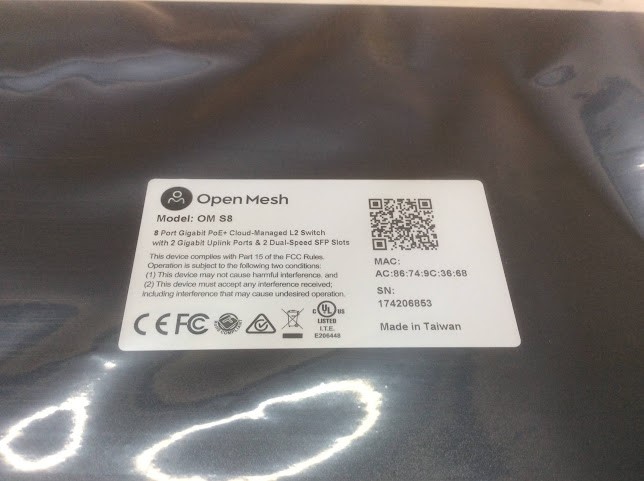 Open Mesh
Model: OM S8
8 Port Gigabit PoE+ Cloud-Managed L2 Switch
with 2 Gigabit Uplink Ports & 2 Dual-Speed SFP Slots
This device complies with Part 15 of the FCC Rules.
Operation is subject to the following two conditions:
(1) This device may not cause harmful interference, and
(2) This device must accept any interference received;
including interference that may cause undesired operation.
MAC:
AC:86:74:9C:36:68
SN:
174206853
CE FC
C UL US
LISTED
I.T.E.
E206448
Made in Taiwan